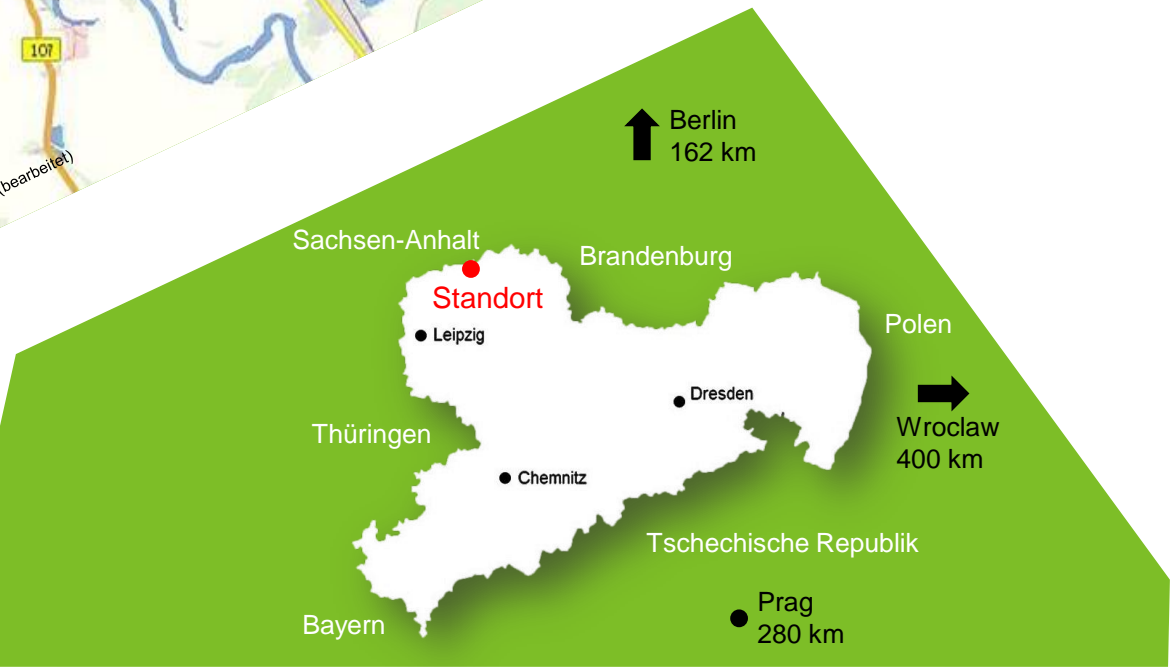 107
(bearbeitet)
Berlin
162 km
Sachsen-Anhalt
Brandenburg
Standort
Polen
Leipzig
Dresden
Wroclaw
400 km
Thüringen
Chemnitz
Tschechische Republik
Prag
280 km
Bayern